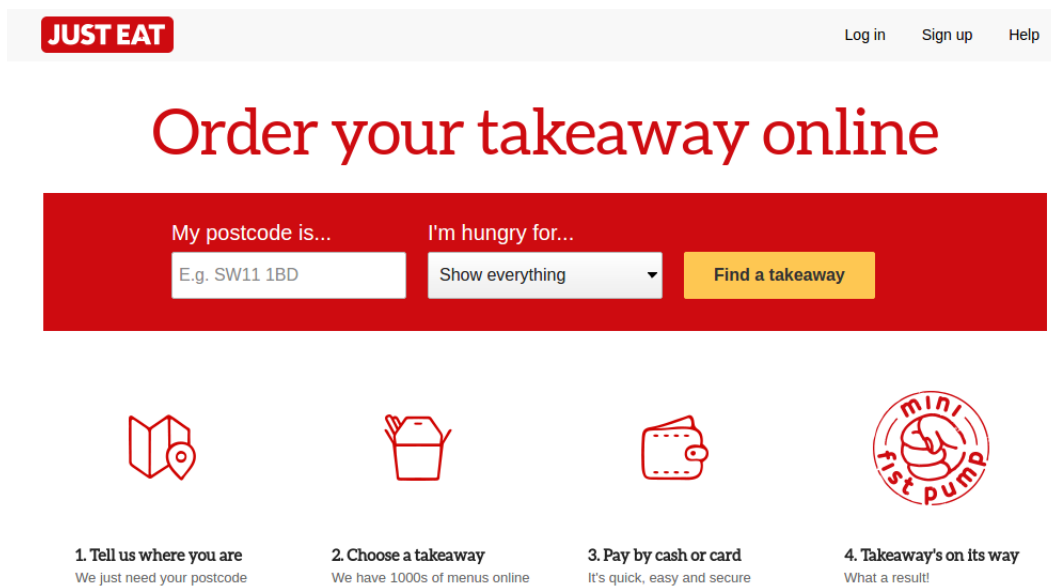 JUST EAT
Log in Sign up Help
Order your takeaway online
My postcode is... I'm hungry for...
E.g. SW11 1BD Show everything Find a takeaway
mini fist pump
1. Tell us where you are 2. Choose a takeaway 3. Pay by cash or card 4. Takeaway's on its way
We just need your postcode We have 1000s of menus online It's quick, easy and secure What a result!